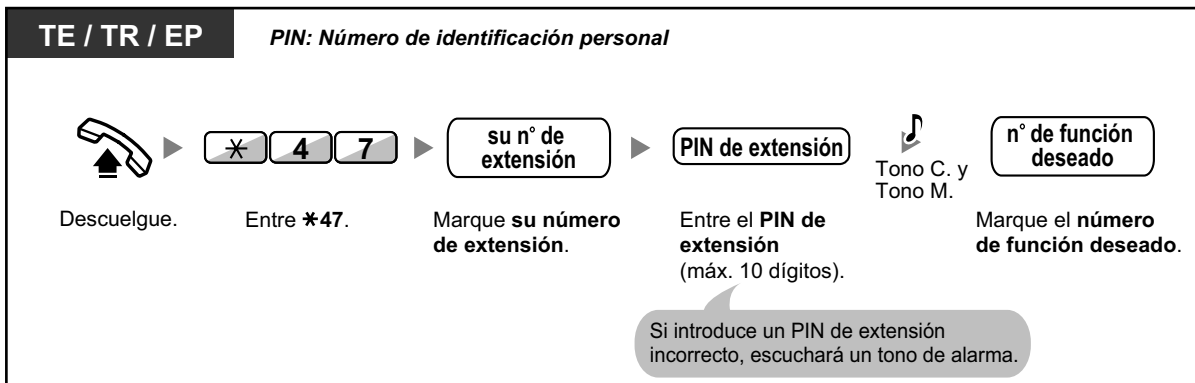 TE / TR / EP
PIN: Número de identificación personal
* 4 7
su n° de
extensión
PIN de extensión
Tono C. y
Tono M.
n° de función
deseado
Descuelgue.
Entre *47.
Marque su número
de extensión.
Entre el PIN de
extensión
(máx. 10 dígitos).
Marque el número
de función deseado.
Si introduce un PIN de extensión
incorrecto, escuchará un tono de alarma.